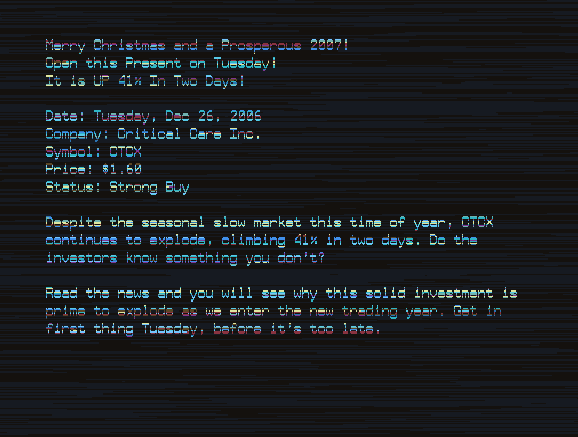 Merry Christmas and a Prosperous 2007!
Open this Present on Tuesday!
It is UP 41% In Two Days!
Date: Tuesday, Dec 26, 2006
Company: Critical Care Inc.
Symbol: CTCX
Price: $1.60
Status: Strong Buy
Despite the seasonal slow market this time of year, CTCX
continues to explode, climbing 41% in two days. Do the
investors know something you don't?
Read the news and you will see why this solid investment is
prime to explode as we enter the new trading year. Get in
first thing Tuesday, before it's too late.